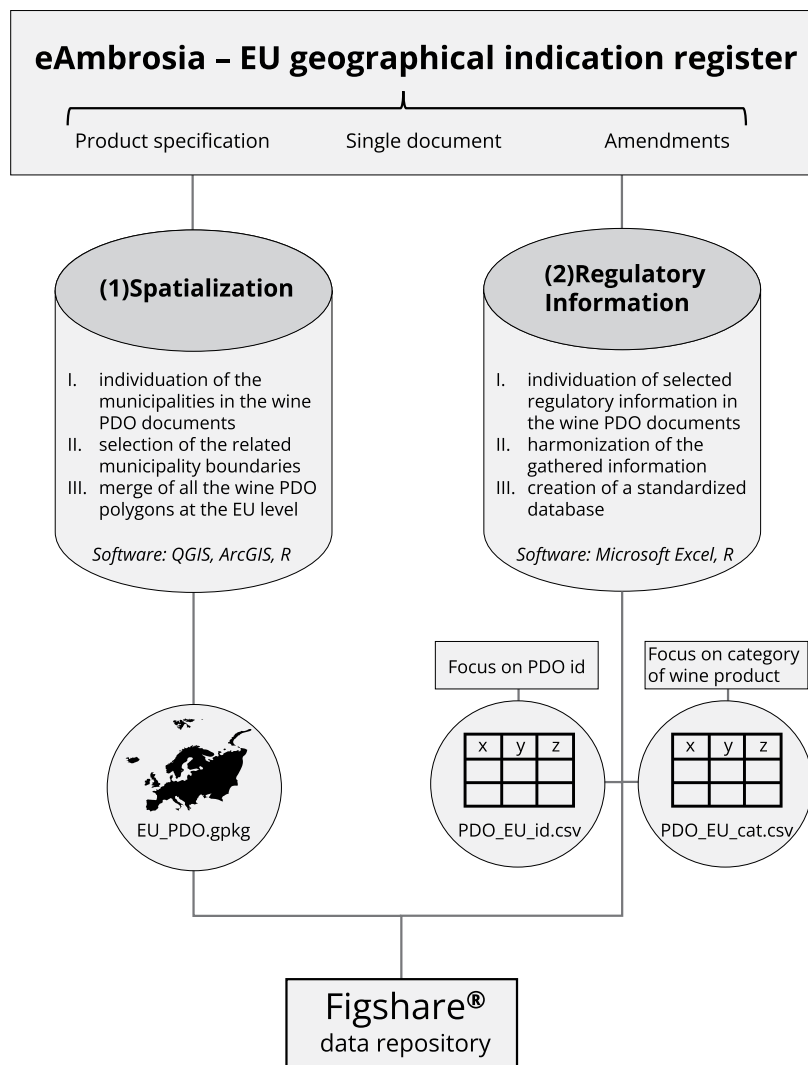 eAmbrosia – EU geographical indication register
Product specification
Single document
Amendments
(1)Spatialization
I. individuation of the
municipalities in the wine
PDO documents
II. selection of the related
municipality boundaries
III. merge of all the wine PDO
polygons at the EU level
Software: QGIS, ArcGIS, R
(2)Regulatory
Information
I. individuation of selected
regulatory information in
the wine PDO documents
II. harmonization of the
gathered information
III. creation of a standardized
database
Software: Microsoft Excel, R
EU_PDO.gpkg
Focus on PDO id
x y z
PDO_EU_id.csv
Focus on category
of wine product
x y z
PDO_EU_cat.csv
Figshare®
data repository